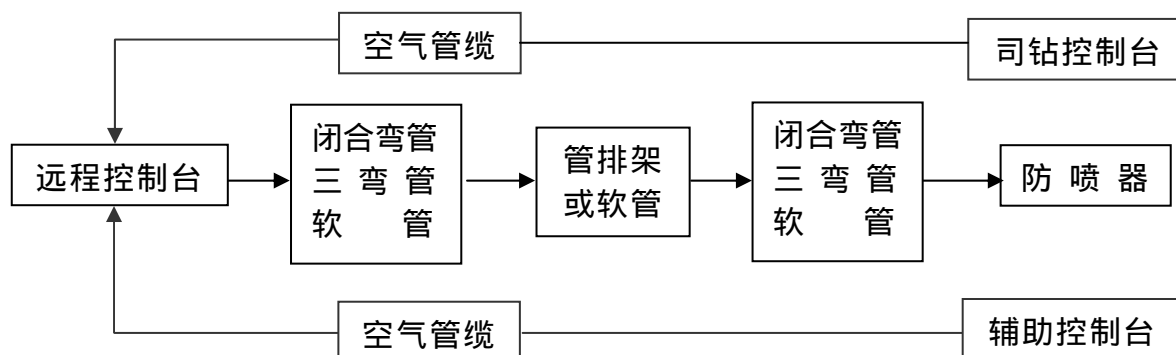 空气管缆
司钻控制台
远程控制台
闭合弯管
三 弯 管
软 管
管排架
或软管
闭合弯管
三 弯 管
软 管
防 喷 器
空气管缆
辅助控制台